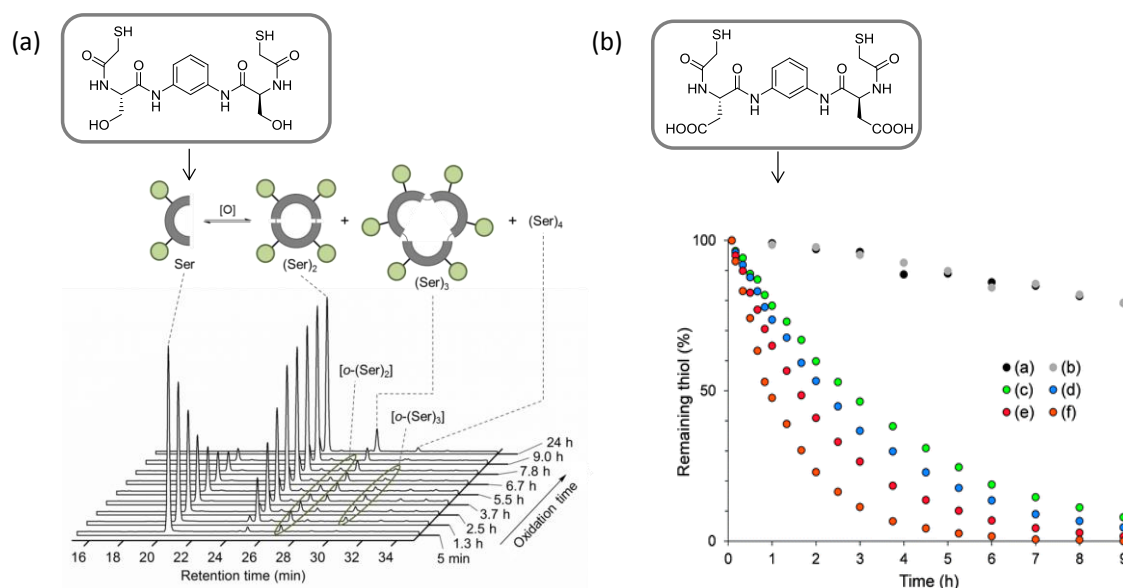 (a)
SH
SH
O
O
O
O
HN
N
H
N
H
NH
HO
OH
[O]
+
+
(Ser)4
Ser
(Ser)2
(Ser)3
[o-(Ser)2]
[o-(Ser)3]
24 h
9.0 h
7.8 h
6.7 h
5.5 h
3.7 h
2.5 h
1.3 h
5 min
Oxidation time
16 18 20 22 24 26 28 30 32 34
Retention time (min)
(b)
SH
SH
O
O
O
O
HN
N
H
N
H
NH
HOOC
COOH
100
50
0
Remaining thiol (%)
(a) (b)
(c) (d)
(e) (f)
0 1 2 3 4 5 6 7 8 9
Time (h)